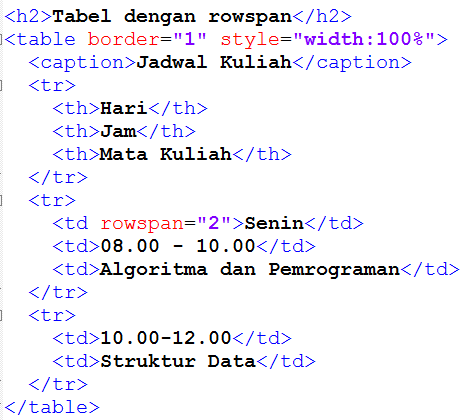 <h2>Tabel dengan rowspan</h2>
<table border="1" style="width:100%">
  <caption>Jadwal Kuliah</caption>
  <tr>
    <th>Hari</th>
    <th>Jam</th>
    <th>Mata Kuliah</th>
  </tr>
  <tr>
    <td rowspan="2">Senin</td>
    <td>08.00 - 10.00</td>
    <td>Algoritma dan Pemrograman</td>
  </tr>
  <tr>
    <td>10.00-12.00</td>
    <td>Struktur Data</td>
  </tr>
</table>